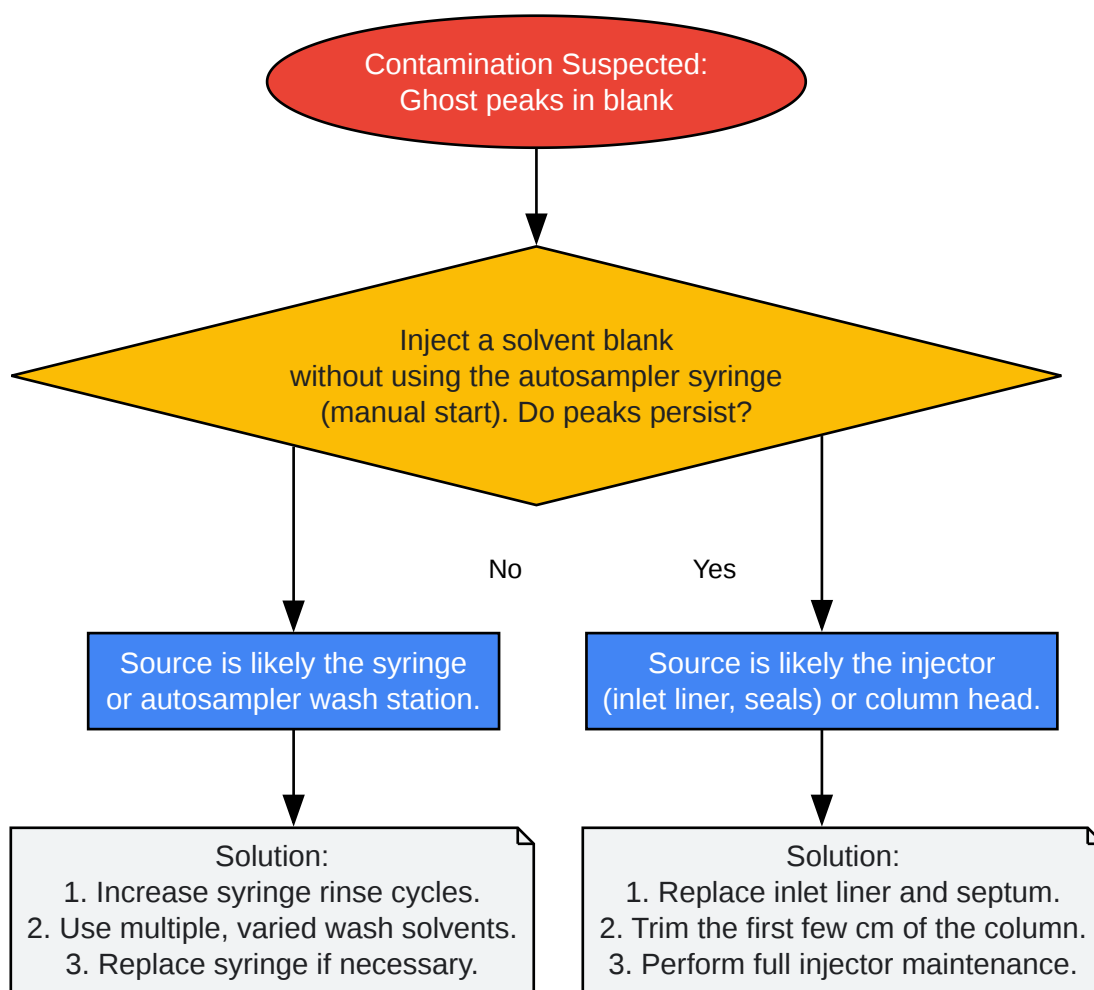 Contamination Suspected:
Ghost peaks in blank
Inject a solvent blank
without using the autosampler syringe
(manual start). Do peaks persist?
No
Yes
Source is likely the syringe
or autosampler wash station.
Source is likely the injector
(inlet liner, seals) or column head.
Solution:
1. Increase syringe rinse cycles.
2. Use multiple, varied wash solvents.
3. Replace syringe if necessary.
Solution:
1. Replace inlet liner and septum.
2. Trim the first few cm of the column.
3. Perform full injector maintenance.